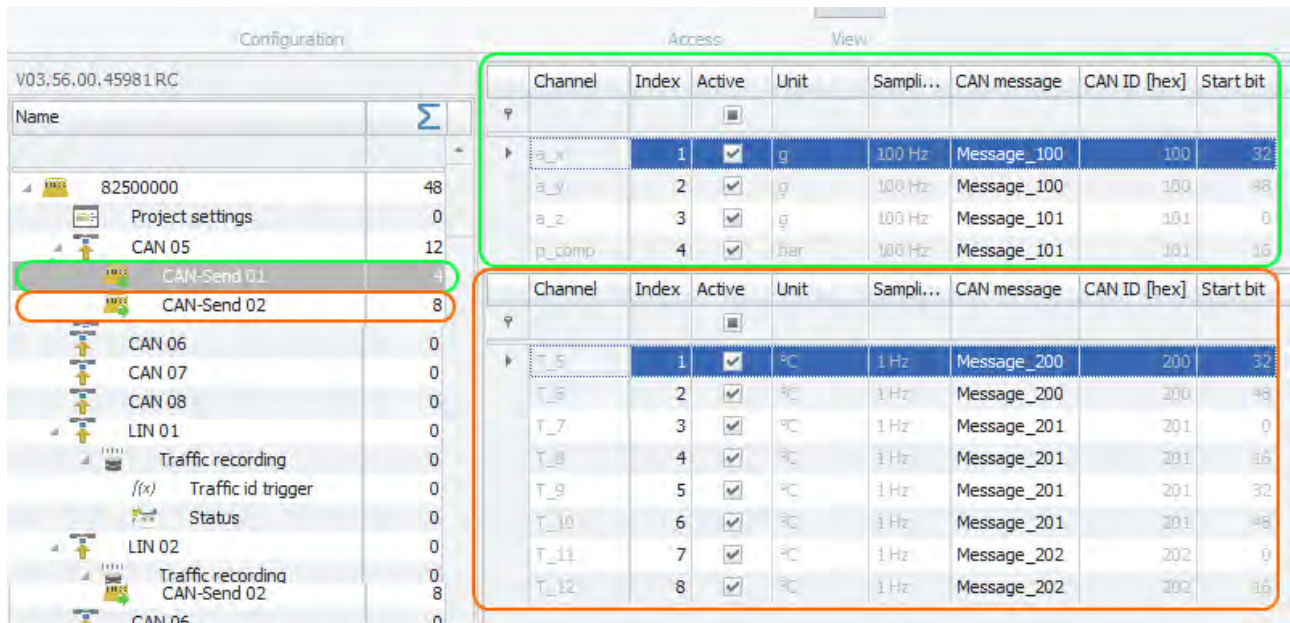 Configuration Access View
V03.56.00.45981 RC
Name Σ
82500000 48
Project settings 0
CAN 05 12
CAN-Send 01 4
CAN-Send 02 8
CAN 06 0
CAN 07 0
CAN 08 0
LIN 01 0
Traffic recording 0
f(x) Traffic id trigger 0
Status 0
LIN 02 0
Traffic recording 0
CAN-Send 02 8
CAN 06 0
Channel Index Active Unit Sampli... CAN message CAN ID [hex] Start bit
a_x 1 g 100 Hz Message_100 100 32
a_y 2 g 100 Hz Message_100 100 48
a_z 3 g 100 Hz Message_101 101 0
p_comp 4 bar 100 Hz Message_101 101 16
Channel Index Active Unit Sampli... CAN message CAN ID [hex] Start bit
T_5 1 °C 1 Hz Message_200 200 32
T_6 2 °C 1 Hz Message_200 200 48
T_7 3 °C 1 Hz Message_201 201 0
T_8 4 °C 1 Hz Message_201 201 16
T_9 5 °C 1 Hz Message_201 201 32
T_10 6 °C 1 Hz Message_201 201 48
T_11 7 °C 1 Hz Message_202 202 0
T_12 8 °C 1 Hz Message_202 202 16